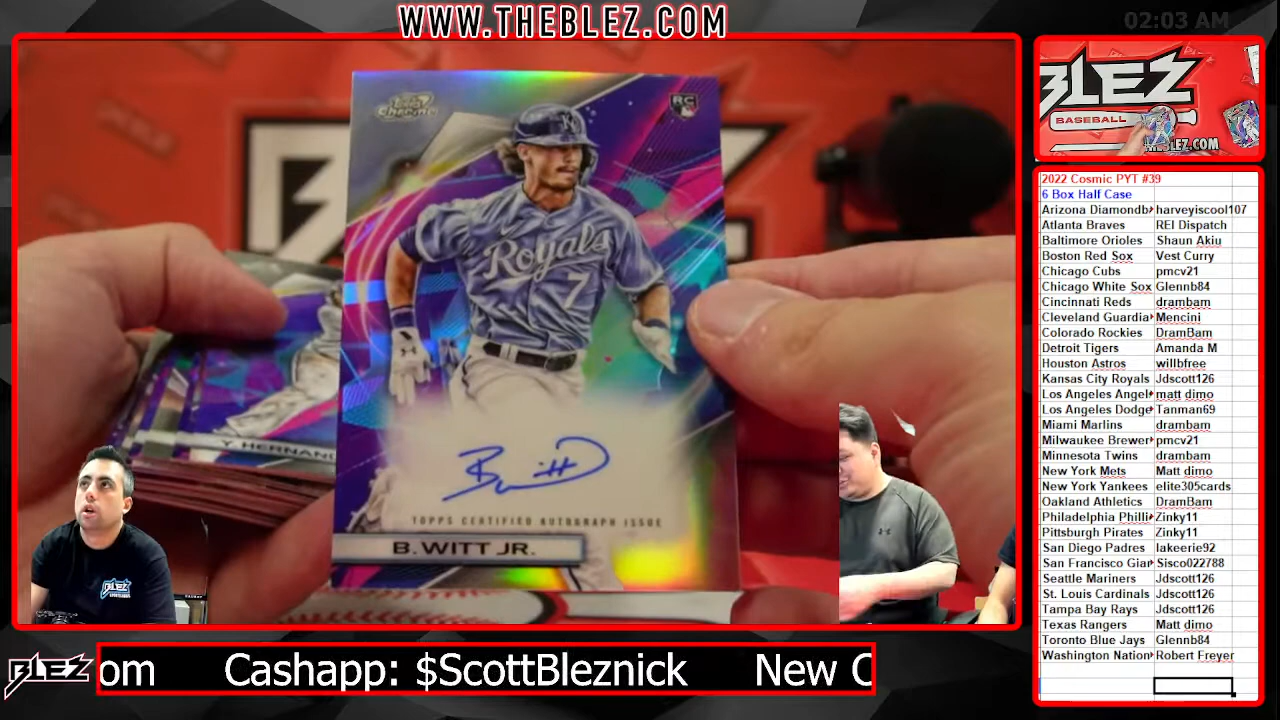 WWW.THEBLEZ.COM
02:03 AM
Topps
Chrome
RC
Royals
7
Y HERNAN
B Witt
TOPPS CERTIFIED AUTOGRAPH ISSUE
B. WITT JR.
BLEZ
BLEZ
BASEBALL
BLEZ.COM
2022 Cosmic PYT #39
6 Box Half Case
Arizona Diamondb harveyiscool107
Atlanta Braves REI Dispatch
Baltimore Orioles Shaun Akiu
Boston Red Sox Vest Curry
Chicago Cubs pmcv21
Chicago White Sox Glennb84
Cincinnati Reds drambam
Cleveland Guardia Mencini
Colorado Rockies DramBam
Detroit Tigers Amanda M
Houston Astros willbfree
Kansas City Royals Jdscott126
Los Angeles Angel matt dimo
Los Angeles Dodge Tanman69
Miami Marlins drambam
Milwaukee Brewer pmcv21
Minnesota Twins drambam
New York Mets Matt dimo
New York Yankees elite305cards
Oakland Athletics DramBam
Philadelphia Philli Zinky11
Pittsburgh Pirates Zinky11
San Diego Padres lakeerie92
San Francisco Gian Sisco022788
Seattle Mariners Jdscott126
St. Louis Cardinals Jdscott126
Tampa Bay Rays Jdscott126
Texas Rangers Matt dimo
Toronto Blue Jays Glennb84
Washington Nation Robert Freyer
BLEZ om Cashapp: $ScottBleznick New C